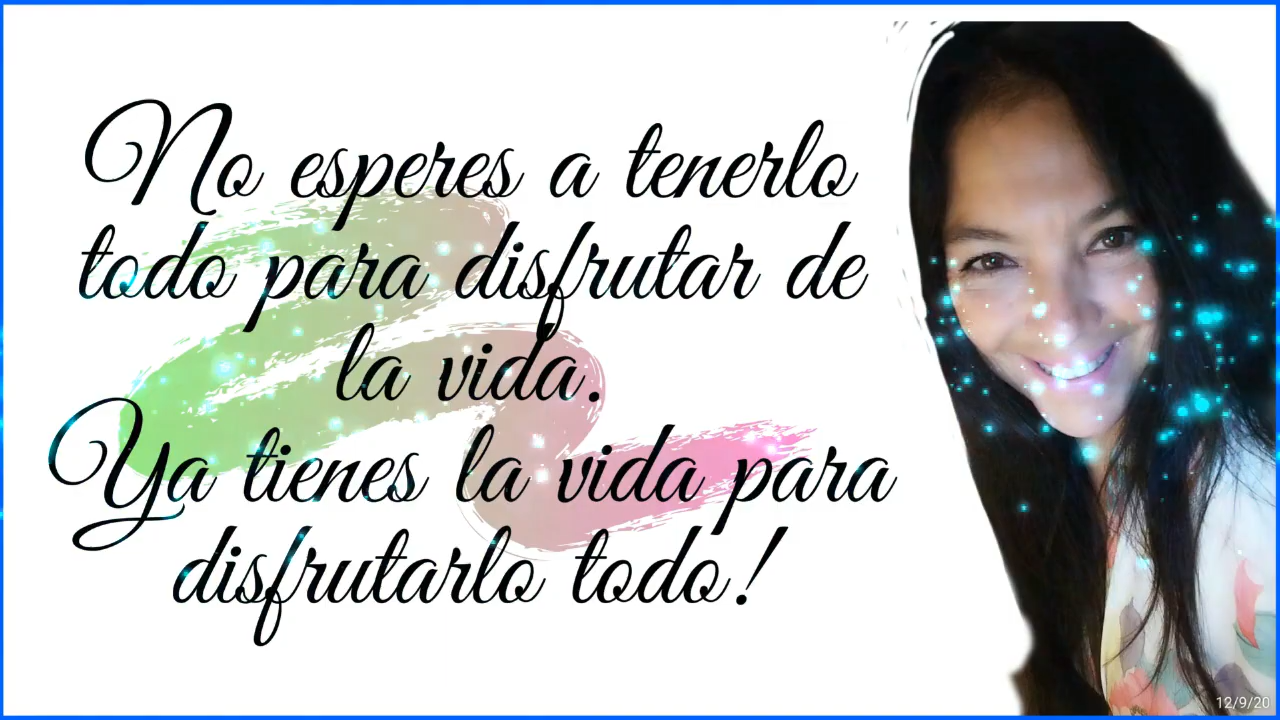 No esperes a tenerlo
todo para disfrutar de
la vida.
Ya tienes la vida para
disfrutarlo todo!
12/9/20